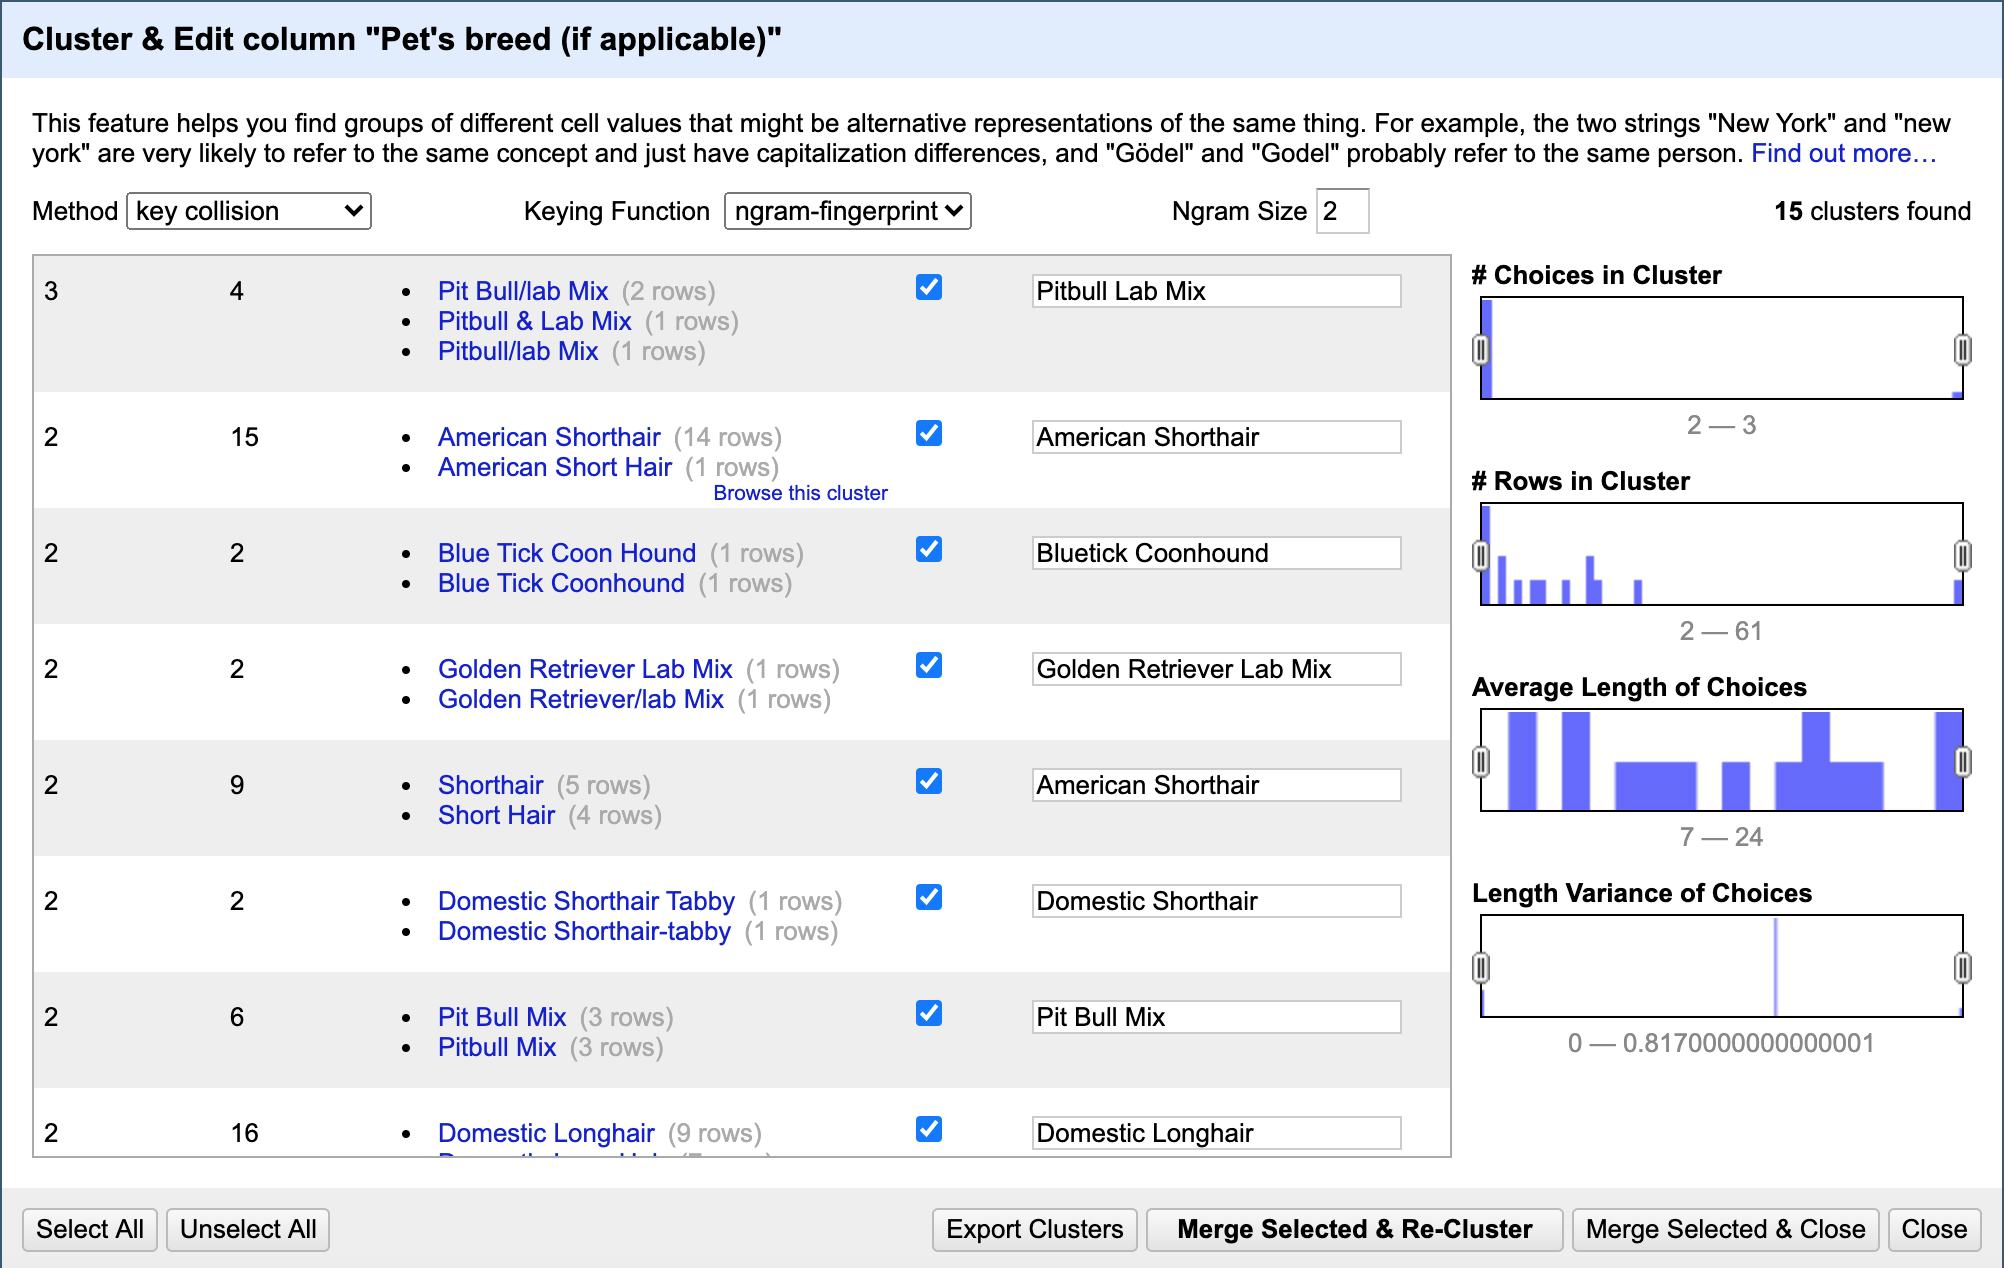 Cluster & Edit column "Pet's breed (if applicable)"
This feature helps you find groups of different cell values that might be alternative representations of the same thing. For example, the two strings "New York" and "new
york" are very likely to refer to the same concept and just have capitalization differences, and "Gödel" and "Godel" probably refer to the same person. Find out more…
Method key collision Keying Function ngram-fingerprint Ngram Size 2 15 clusters found
3 4 • Pit Bull/lab Mix (2 rows) Pitbull Lab Mix
• Pitbull & Lab Mix (1 rows)
• Pitbull/lab Mix (1 rows)
2 15 • American Shorthair (14 rows) American Shorthair
• American Short Hair (1 rows)
Browse this cluster
2 2 • Blue Tick Coon Hound (1 rows) Bluetick Coonhound
• Blue Tick Coonhound (1 rows)
2 2 • Golden Retriever Lab Mix (1 rows) Golden Retriever Lab Mix
• Golden Retriever/lab Mix (1 rows)
2 9 • Shorthair (5 rows) American Shorthair
• Short Hair (4 rows)
2 2 • Domestic Shorthair Tabby (1 rows) Domestic Shorthair
• Domestic Shorthair-tabby (1 rows)
2 6 • Pit Bull Mix (3 rows) Pit Bull Mix
• Pitbull Mix (3 rows)
2 16 • Domestic Longhair (9 rows) Domestic Longhair
# Choices in Cluster
2 — 3
# Rows in Cluster
2 — 61
Average Length of Choices
7 — 24
Length Variance of Choices
0 — 0.8170000000000001
Select All Unselect All Export Clusters Merge Selected & Re-Cluster Merge Selected & Close Close